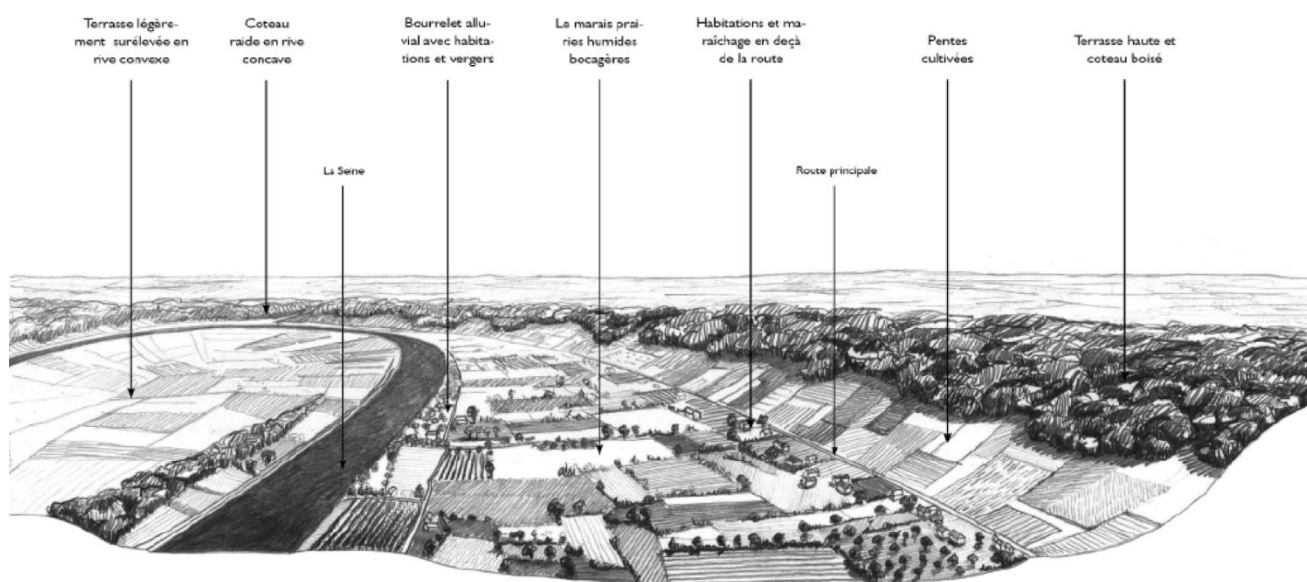 Terrasse légère-
ment surélevée en
rive convexe
Coteau
raide en rive
concave
Bourrelet allu-
vial avec habita-
tions et vergers
Le marais prai-
ries humides
bocagères
Habitations et ma-
raîchage en deçà
de la route
Pentes
cultivées
Terrasse haute et
coteau boisé
La Seine
Route principale